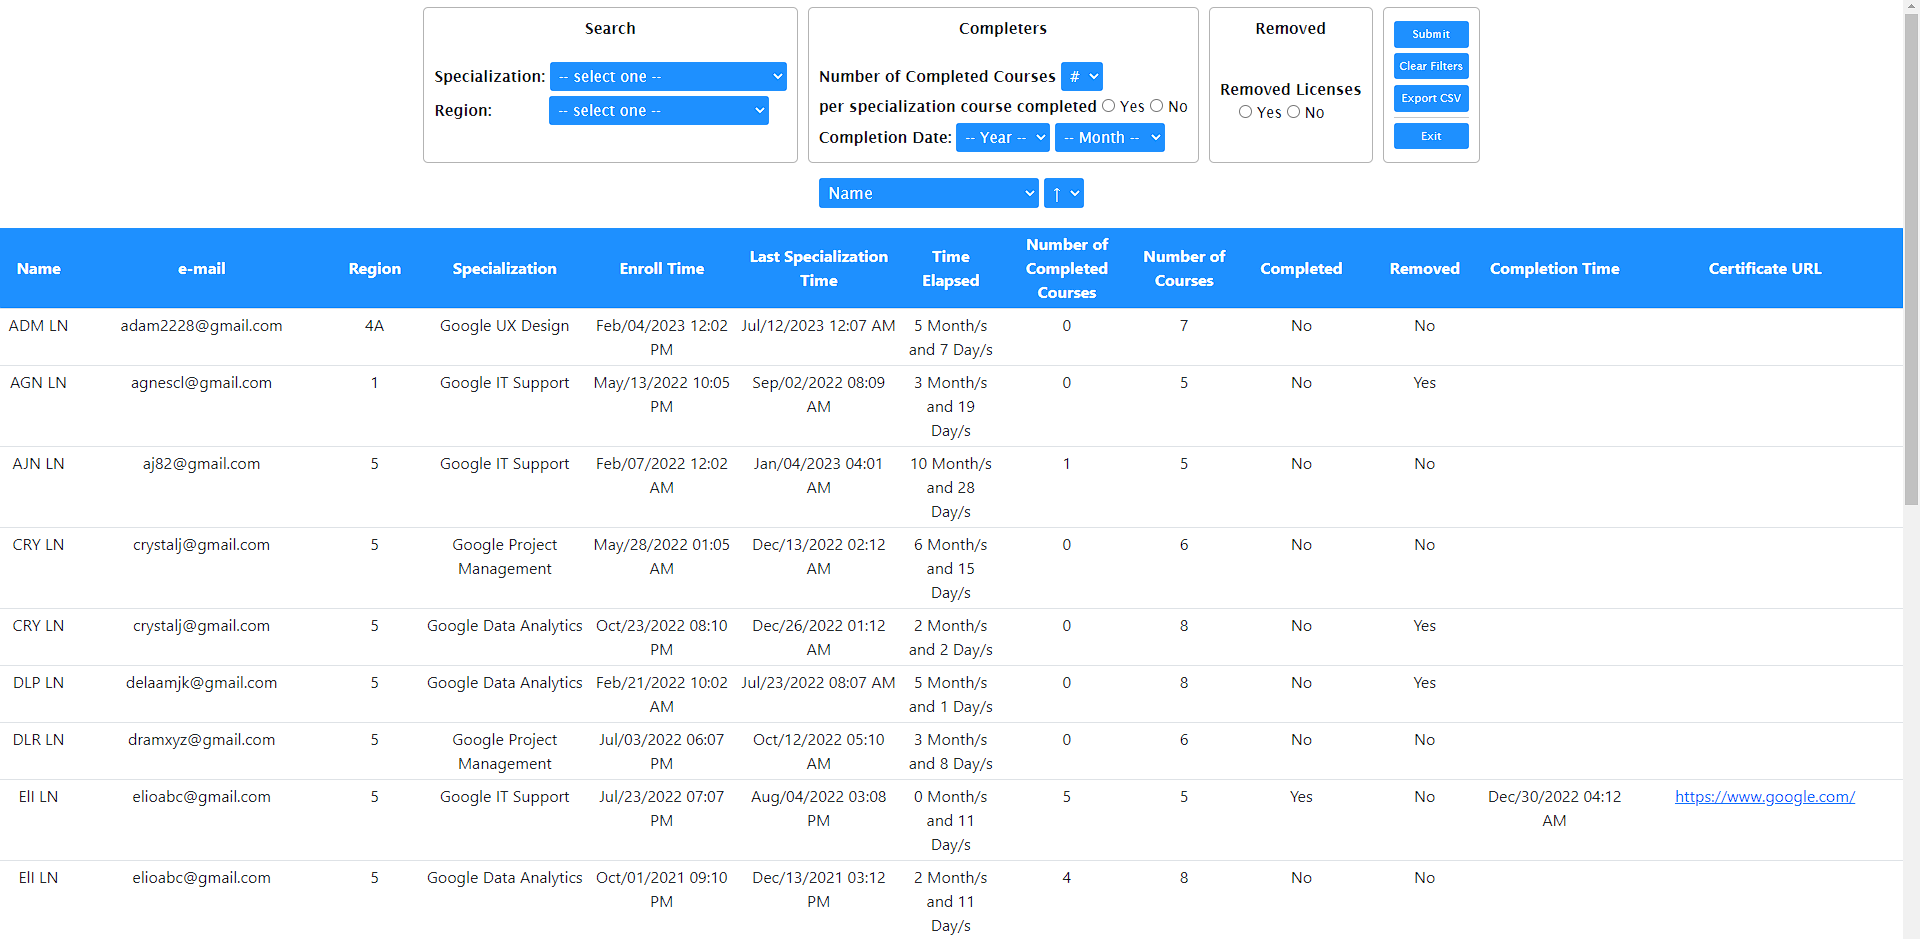 Search
Specialization: -- select one --
Region: -- select one --
Completers
Number of Completed Courses #
per specialization course completed Yes No
Completion Date: -- Year -- -- Month --
Removed
Removed Licenses
Yes No
Submit
Clear Filters
Export CSV
Exit
Name ↑
Name e-mail Region Specialization Enroll Time Last Specialization Time Time Elapsed Number of Completed Courses Number of Courses Completed Removed Completion Time Certificate URL
ADM LN adam2228@gmail.com 4A Google UX Design Feb/04/2023 12:02 Jul/12/2023 12:07 AM 5 Month/s 0 7 No No
PM and 7 Day/s
AGN LN agnescl@gmail.com 1 Google IT Support May/13/2022 10:05 Sep/02/2022 08:09 3 Month/s 0 5 No Yes
PM AM and 19
Day/s
AJN LN aj82@gmail.com 5 Google IT Support Feb/07/2022 12:02 Jan/04/2023 04:01 10 Month/s 1 5 No No
AM AM and 28
Day/s
CRY LN crystalj@gmail.com 5 Google Project May/28/2022 01:05 Dec/13/2022 02:12 6 Month/s 0 6 No No
Management AM AM and 15
Day/s
CRY LN crystalj@gmail.com 5 Google Data Analytics Oct/23/2022 08:10 Dec/26/2022 01:12 2 Month/s 0 8 No Yes
PM AM and 2 Day/s
DLP LN delaamjk@gmail.com 5 Google Data Analytics Feb/21/2022 10:02 Jul/23/2022 08:07 AM 5 Month/s 0 8 No Yes
AM and 1 Day/s
DLR LN dramxyz@gmail.com 5 Google Project Jul/03/2022 06:07 Oct/12/2022 05:10 3 Month/s 0 6 No No
Management PM AM and 8 Day/s
Ell LN elioabc@gmail.com 5 Google IT Support Jul/23/2022 07:07 Aug/04/2022 03:08 0 Month/s 5 5 Yes No Dec/30/2022 04:12 https://www.google.com/
PM PM and 11 AM
Day/s
Ell LN elioabc@gmail.com 5 Google Data Analytics Oct/01/2021 09:10 Dec/13/2021 03:12 2 Month/s 4 8 No No
PM PM and 11
Day/s